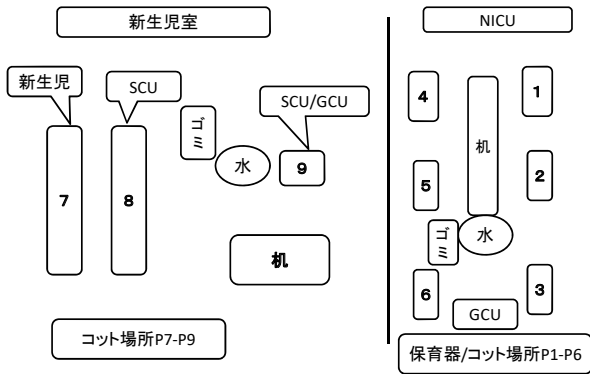 新生児室
NICU
新生児
SCU
SCU/GCU
ゴミ
水
7
8
9
机
コット場所P7-P9
4
1
机
5
2
ゴミ
水
6
3
GCU
保育器/コット場所P1-P6